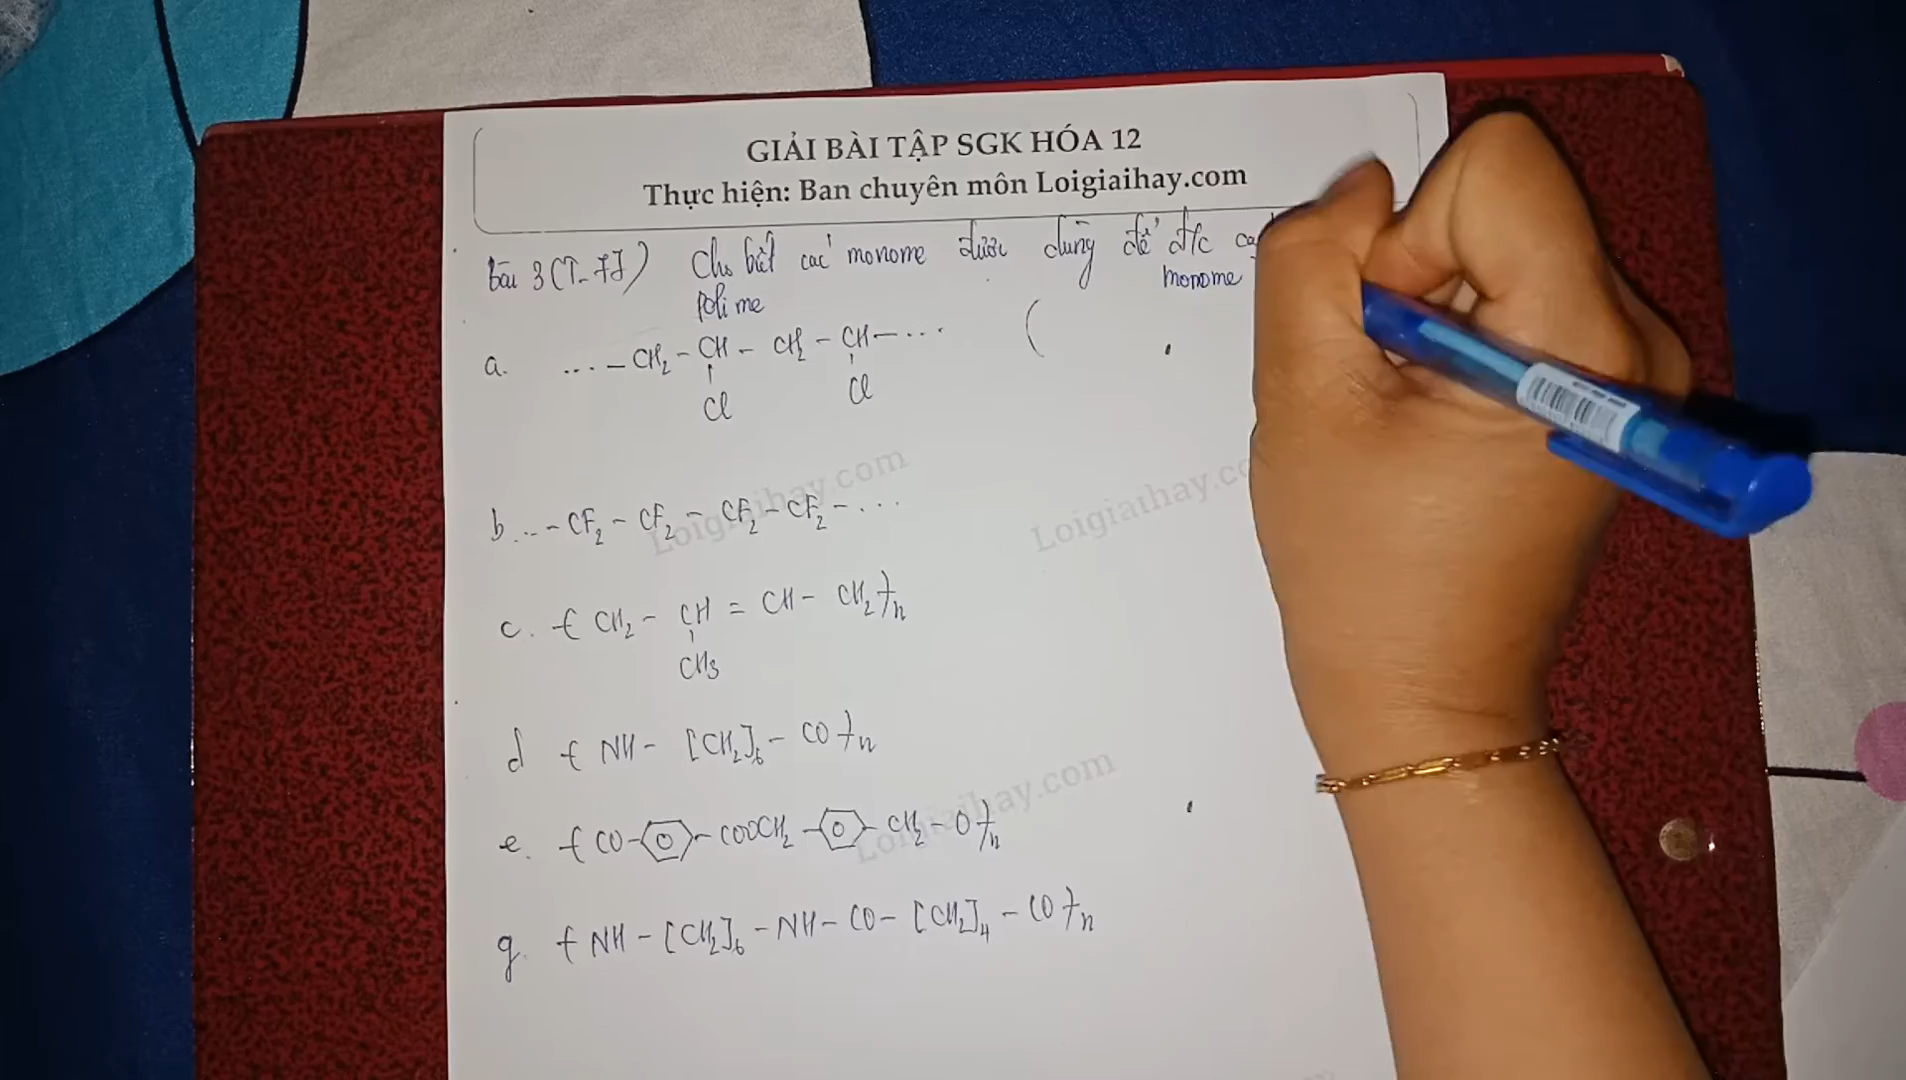 GIẢI BÀI TẬP SGK HÓA 12
Thực hiện: Ban chuyên môn Loigiaihay.com
Bài 3 (T-77) Cho biết các monome được dùng để đ/c
polime
monome
a. ... - CH₂ - CH - CH₂ - CH - ...
Cl Cl
Loigiaihay.com Loigiaihay.co
b ... - CF₂ - CF₂ - CF₂ - CF₂ - ...
c. ( CH₂ - CH = CH - CH₂ )n
CH₃
d ( NH - [CH₂]₆ - CO )n
Loigiaihay.com
e. ( CO - - COOCH₂ - - CH₂ - O )n
g. ( NH - [CH₂]₆ - NH - CO - [CH₂]₄ - CO )n